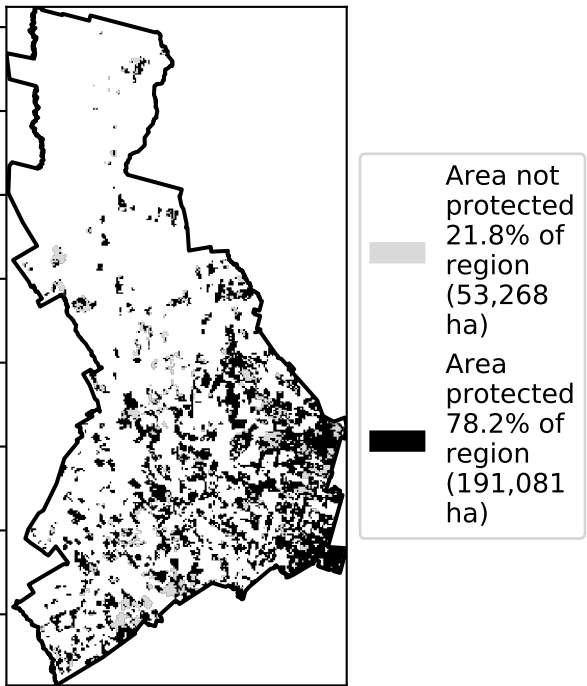 Area not
protected
21.8% of
region
(53,268
ha)
Area
protected
78.2% of
region
(191,081
ha)